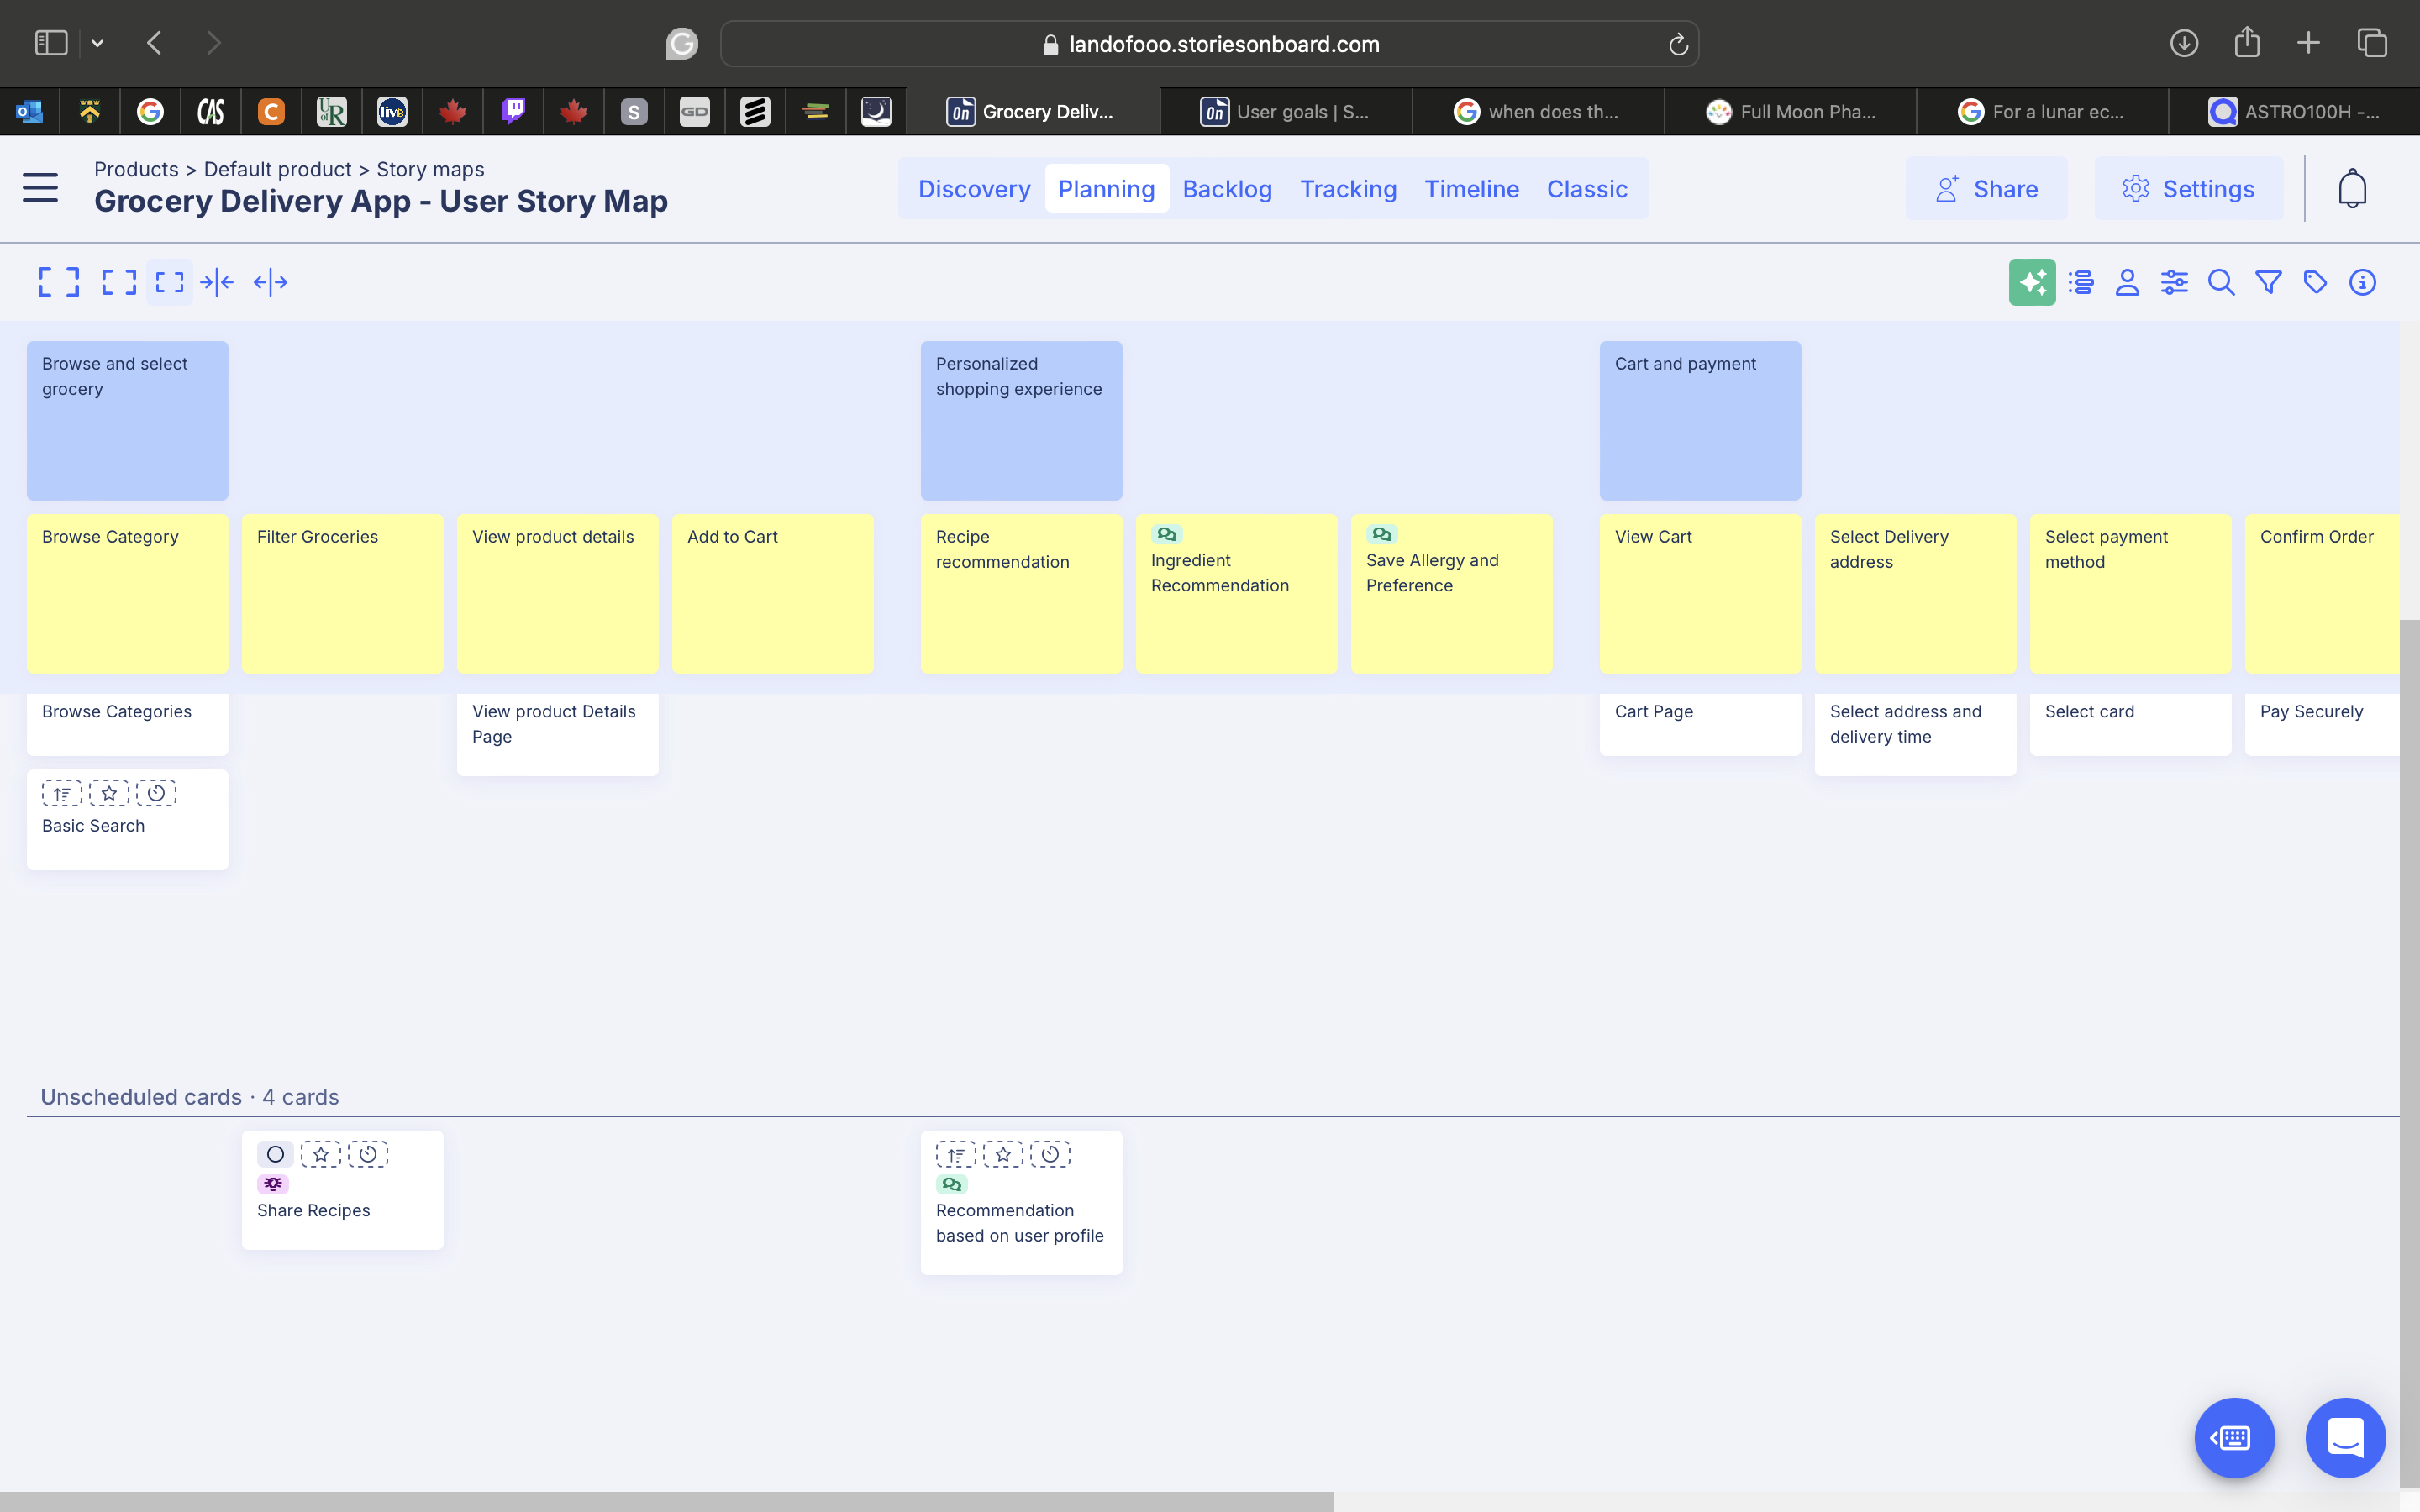 landofooo.storiesonboard.com
CAS
C
U of R
live
S
GD
Grocery Deliv...
User goals | S...
when does th...
Full Moon Pha...
For a lunar ec...
ASTRO100H -...
Products > Default product > Story maps
Grocery Delivery App - User Story Map
Discovery
Planning
Backlog
Tracking
Timeline
Classic
Share
Settings
Browse and select
grocery
Personalized
shopping experience
Cart and payment
Browse Category
Filter Groceries
View product details
Add to Cart
Recipe
recommendation
Ingredient
Recommendation
Save Allergy and
Preference
View Cart
Select Delivery
address
Select payment
method
Confirm Order
Browse Categories
View product Details
Page
Cart Page
Select address and
delivery time
Select card
Pay Securely
Basic Search
Unscheduled cards · 4 cards
Share Recipes
Recommendation
based on user profile